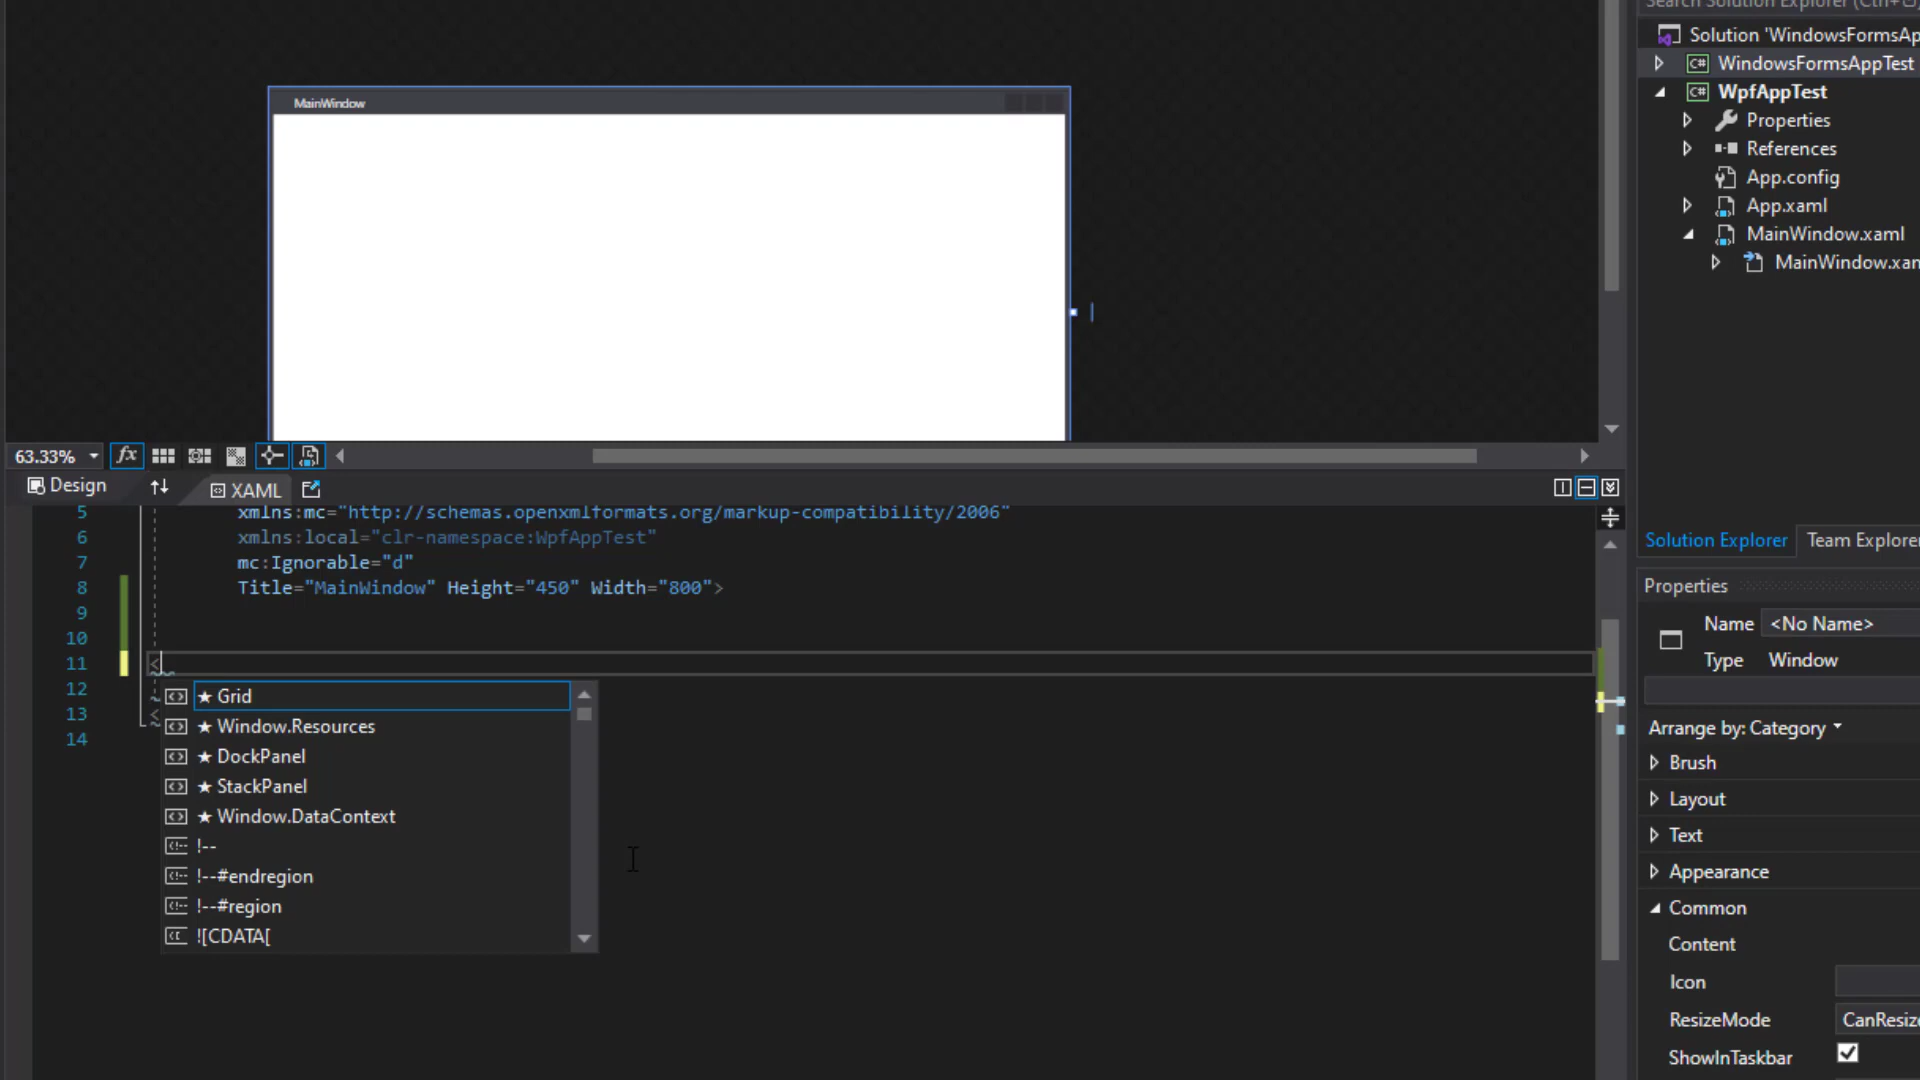 Search Solution Explorer (Ctrl+
Solution 'WindowsFormsAp
WindowsFormsAppTest
WpfAppTest
Properties
References
App.config
App.xaml
MainWindow.xaml
MainWindow.xam
MainWindow
63.33%
fx
Design
XAML
5 xmlns:mc="http://schemas.openxmlformats.org/markup-compatibility/2006"
6 xmlns:local="clr-namespace:WpfAppTest"
7 mc:Ignorable="d"
8 Title="MainWindow" Height="450" Width="800">
9
10
11 <
12
13 <
14
★ Grid
★ Window.Resources
★ DockPanel
★ StackPanel
★ Window.DataContext
!--
!--#endregion
!--#region
![CDATA[
Solution Explorer
Team Explorer
Properties
Name <No Name>
Type Window
Arrange by: Category
Brush
Layout
Text
Appearance
Common
Content
Icon
ResizeMode CanResize
ShowInTaskbar